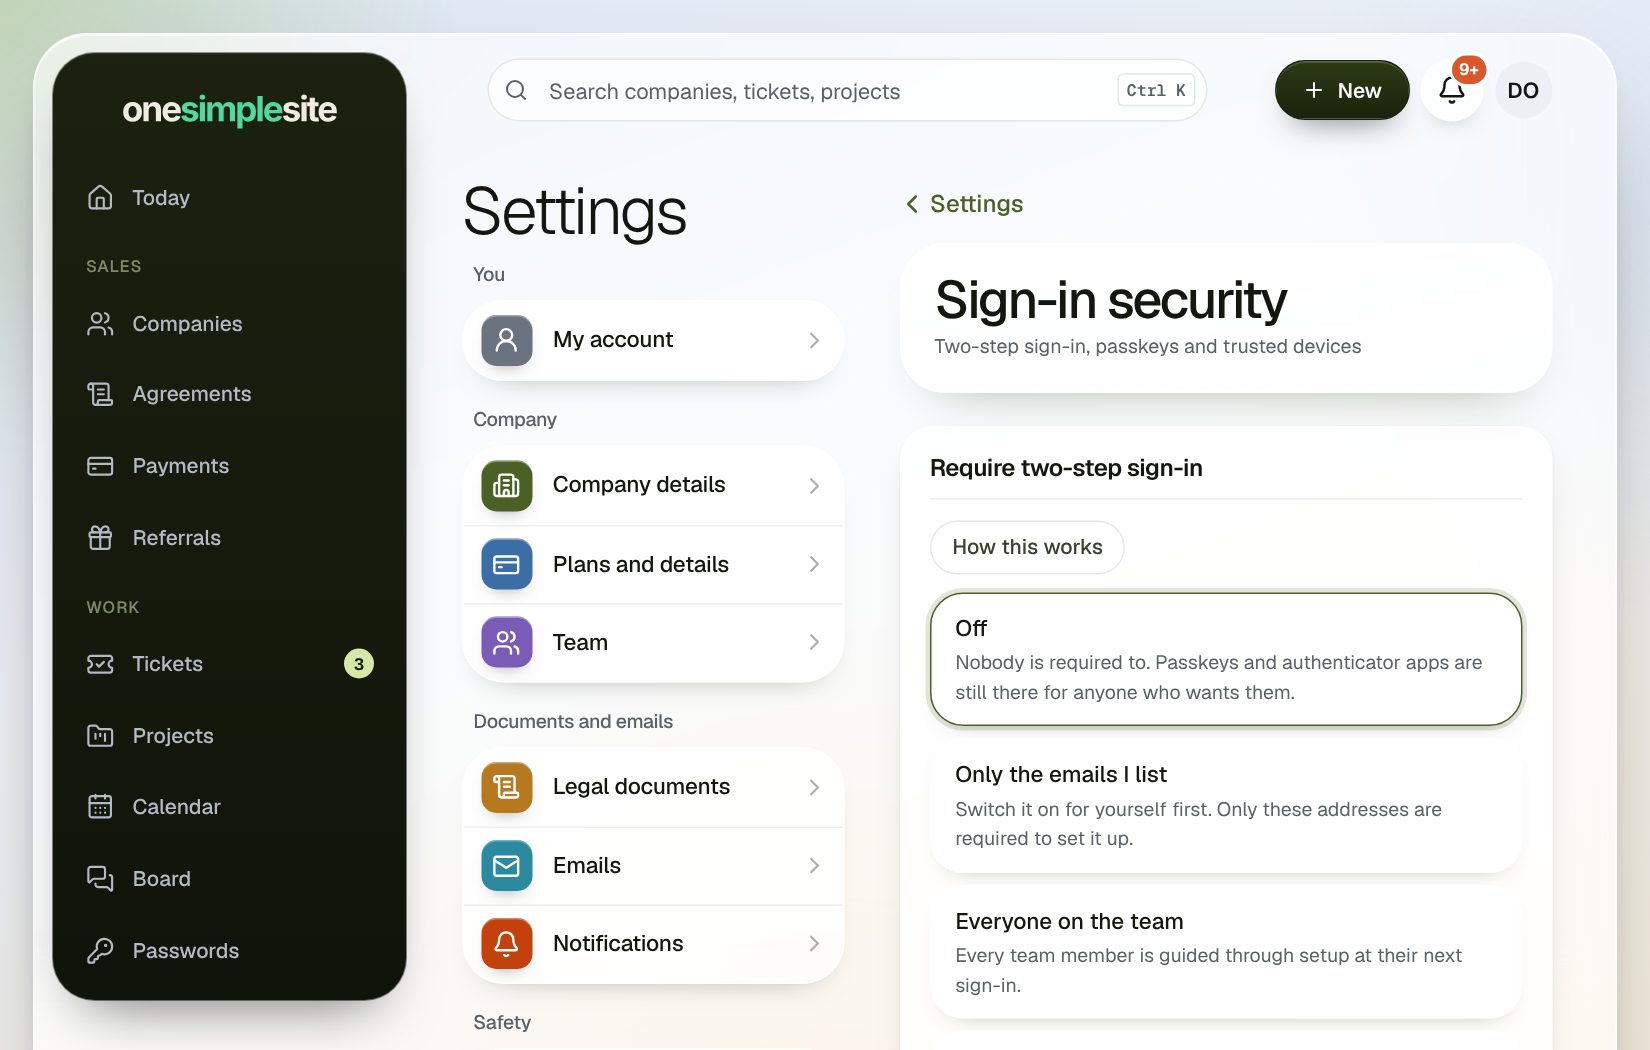 onesimplesite
Today
SALES
Companies
Agreements
Payments
Referrals
WORK
Tickets
3
Projects
Calendar
Board
Passwords
Search companies, tickets, projects
Ctrl K
New
9+
DO
Settings
You
My account
Company
Company details
Plans and details
Team
Documents and emails
Legal documents
Emails
Notifications
Safety
Settings
Sign-in security
Two-step sign-in, passkeys and trusted devices
Require two-step sign-in
How this works
Off
Nobody is required to. Passkeys and authenticator apps are
still there for anyone who wants them.
Only the emails I list
Switch it on for yourself first. Only these addresses are
required to set it up.
Everyone on the team
Every team member is guided through setup at their next
sign-in.